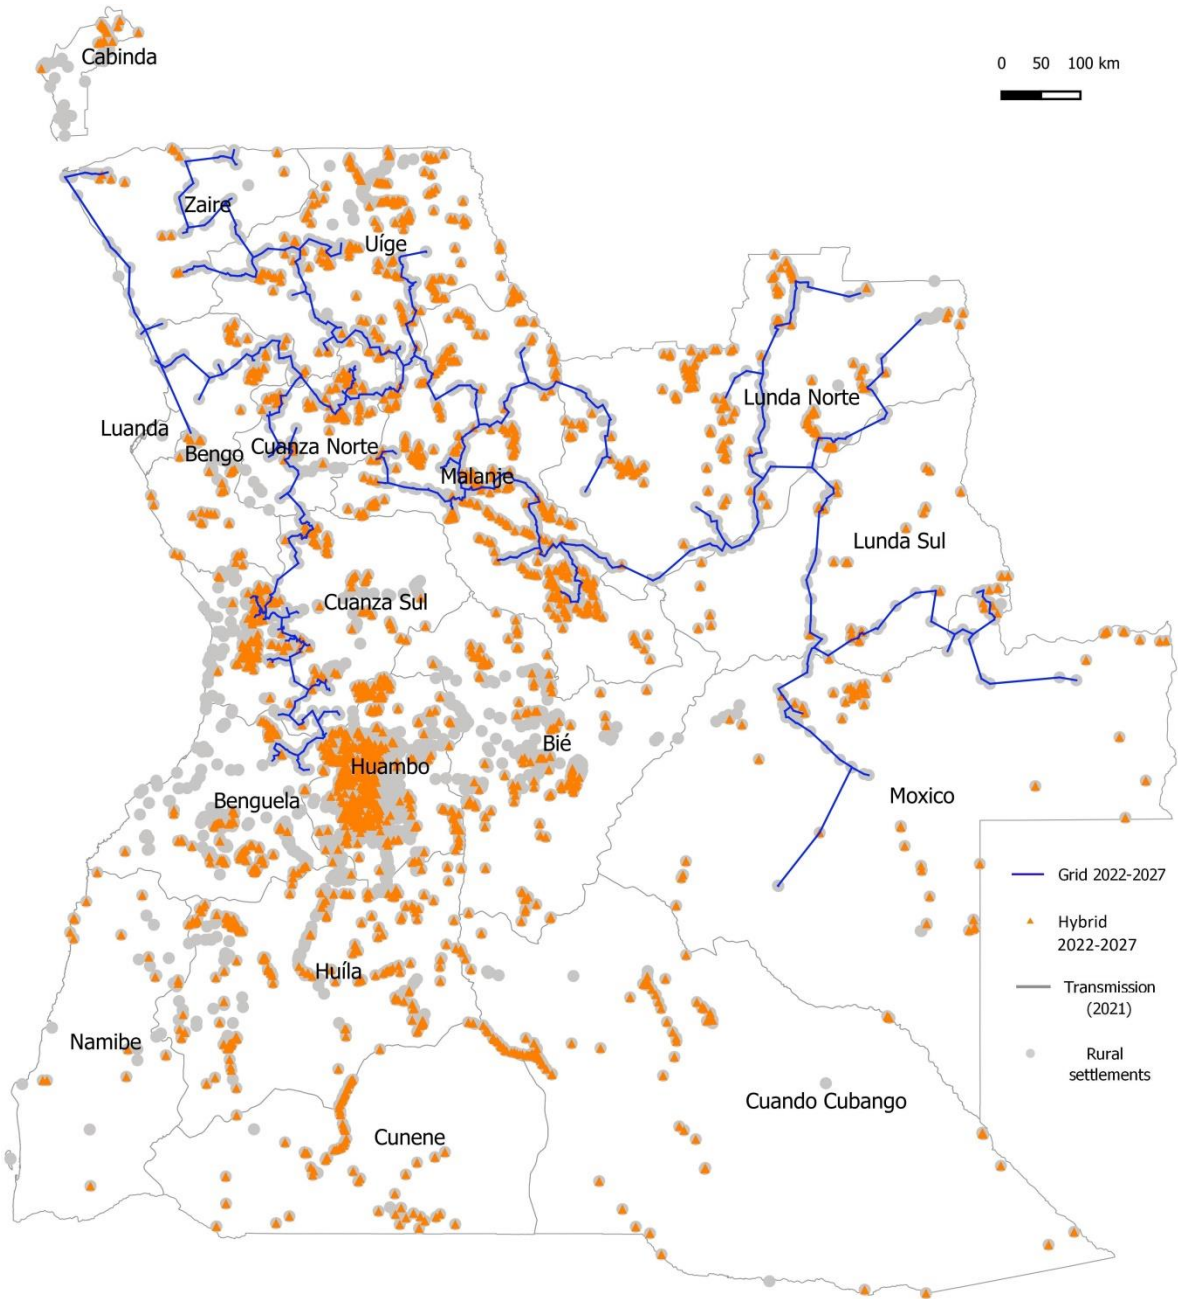 Cabinda
0 50 100 km
Zaire
Uíge
Lunda Norte
Luanda
Bengo
Cuanza Norte
Malanje
Lunda Sul
Cuanza Sul
Bié
Huambo
Benguela
Moxico
Grid 2022-2027
Hybrid
2022-2027
Huíla
Transmission
(2021)
Namibe
Rural
settlements
Cuando Cubango
Cunene